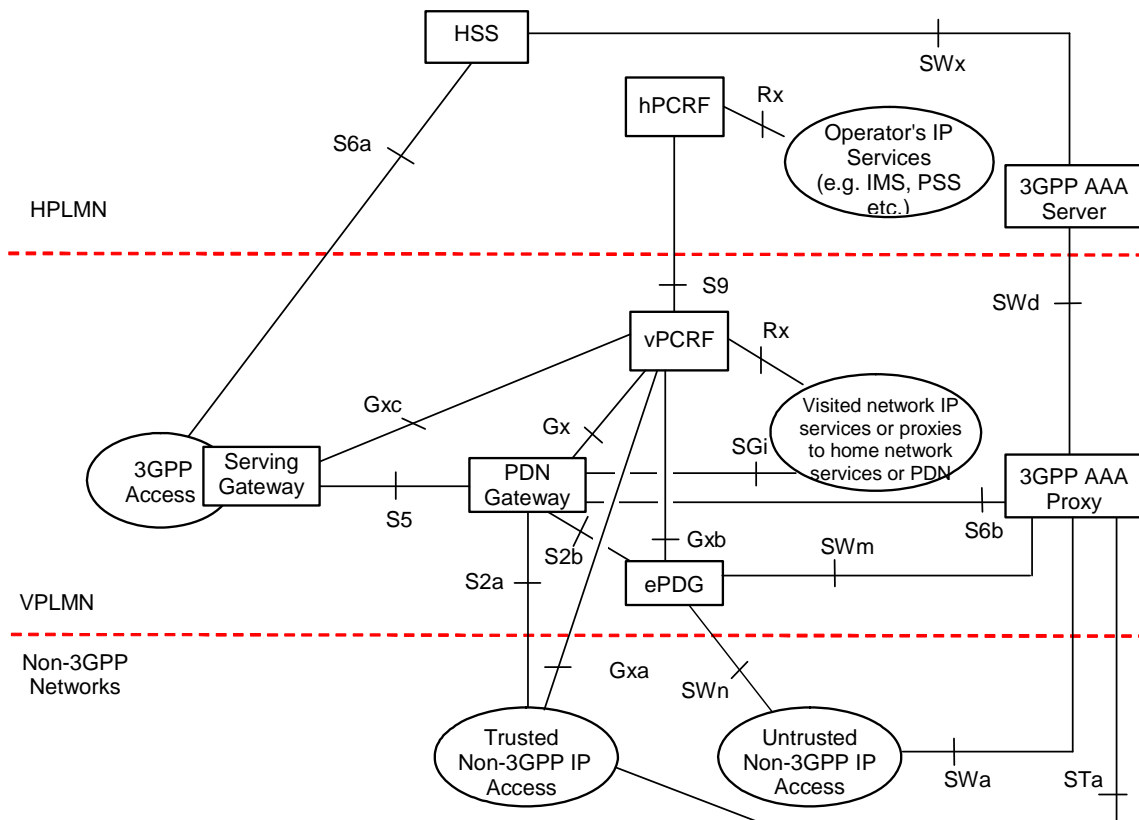 HSS
SWx
hPCRF
Rx
Operator's IP
Services
(e.g. IMS, PSS
etc.)
S6a
3GPP AAA
Server
HPLMN
S9
SWd
vPCRF
Rx
Gxc
Gx
Visited network IP
services or proxies
to home network
services or PDN
SGi
3GPP
Access
Serving
Gateway
S5
PDN
Gateway
3GPP AAA
Proxy
S6b
S2b
Gxb
SWm
S2a
ePDG
VPLMN
Non-3GPP
Networks
Gxa
SWn
Trusted
Non-3GPP IP
Access
Untrusted
Non-3GPP IP
Access
SWa
STa